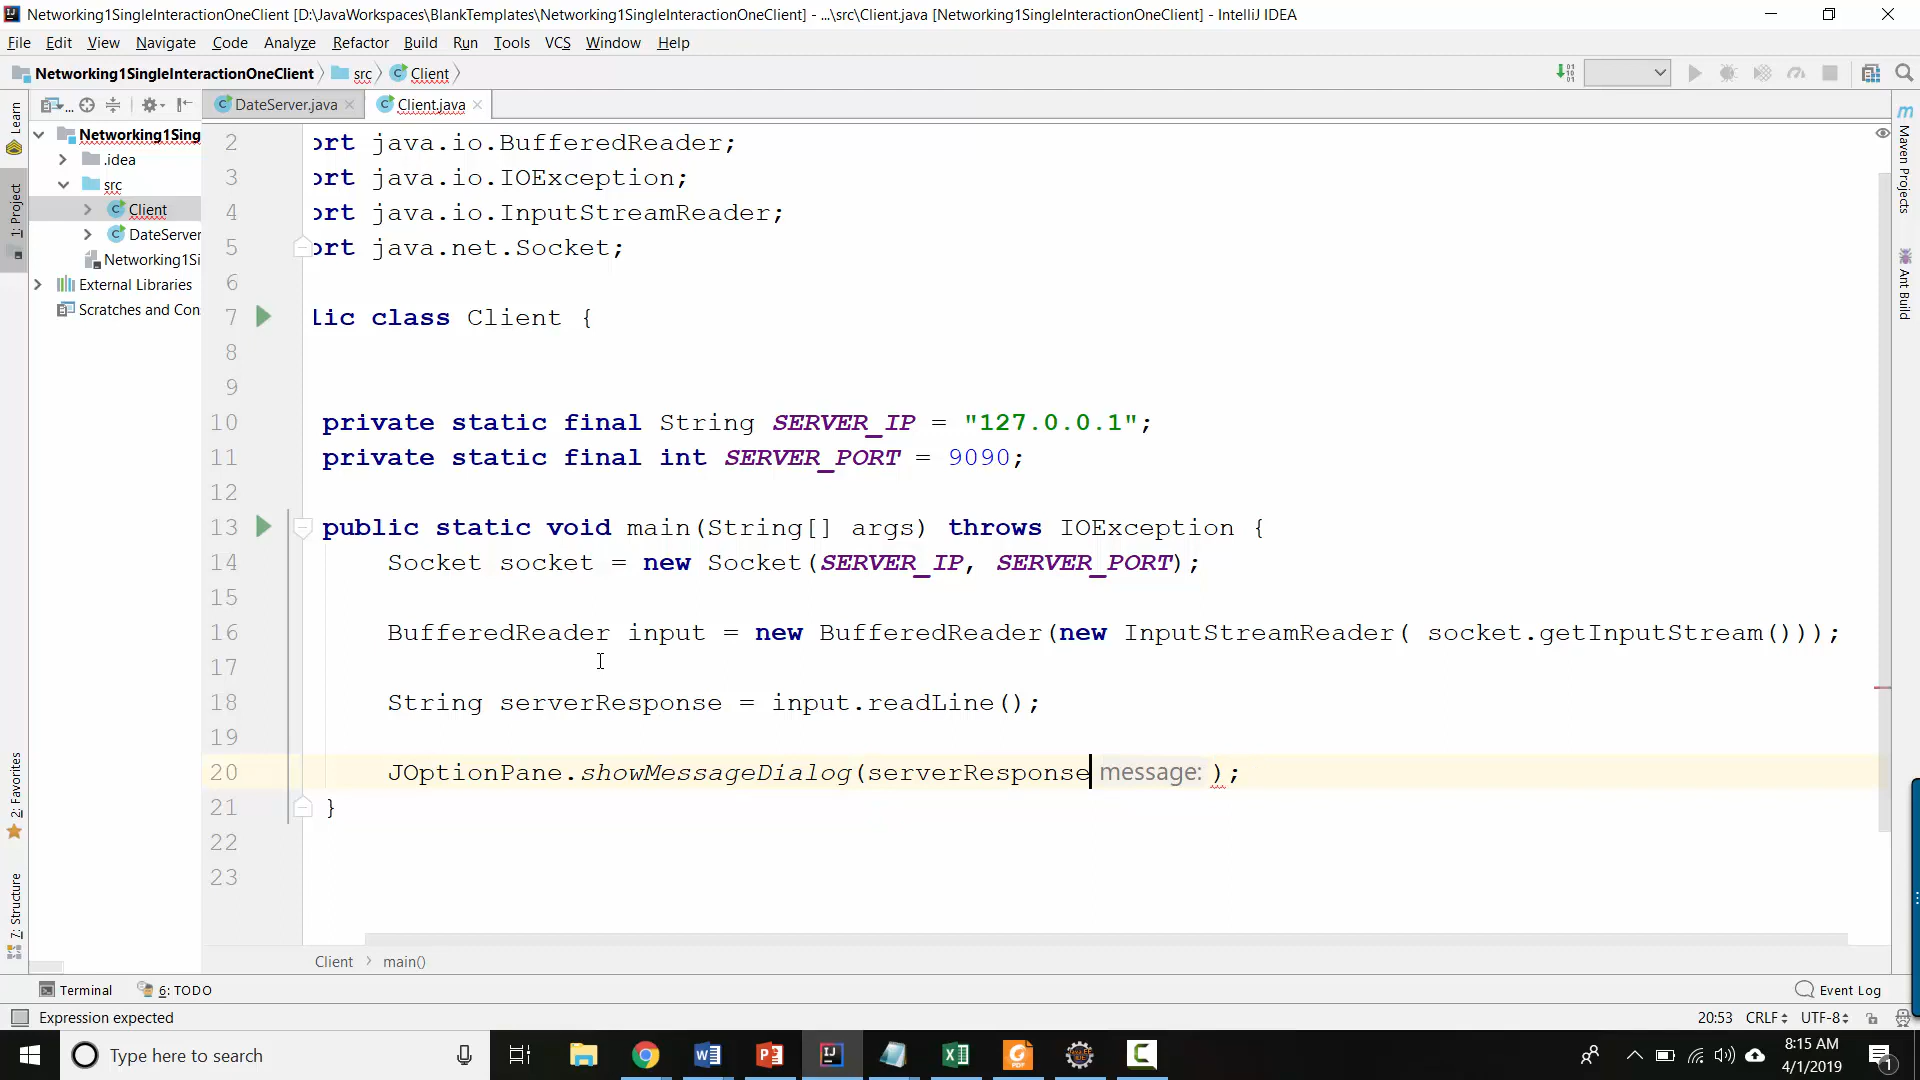 Networking1SingleInteractionOneClient [D:\JavaWorkspaces\BlankTemplates\Networking1SingleInteractionOneClient] - ...\src\Client.java [Networking1SingleInteractionOneClient] - IntelliJ IDEA
File Edit View Navigate Code Analyze Refactor Build Run Tools VCS Window Help
Networking1SingleInteractionOneClient src Client
DateServer.java Client.java
Learn
1: Project
2: Favorites
7: Structure
Networking1Sing
.idea
src
Client
DateServer
Networking1Si
External Libraries
Scratches and Con
2 ort java.io.BufferedReader;
3 ort java.io.IOException;
4 ort java.io.InputStreamReader;
5 ort java.net.Socket;
6
7 lic class Client {
8
9
10 private static final String SERVER_IP = "127.0.0.1";
11 private static final int SERVER_PORT = 9090;
12
13 public static void main(String[] args) throws IOException {
14 Socket socket = new Socket(SERVER_IP, SERVER_PORT);
15
16 BufferedReader input = new BufferedReader(new InputStreamReader( socket.getInputStream()));
17
18 String serverResponse = input.readLine();
19
20 JOptionPane.showMessageDialog(serverResponse message: );
21 }
22
23
Maven Projects
Ant Build
Client main()
Terminal 6: TODO Event Log
Expression expected 20:53 CRLF UTF-8
Type here to search
8:15 AM
4/1/2019
1